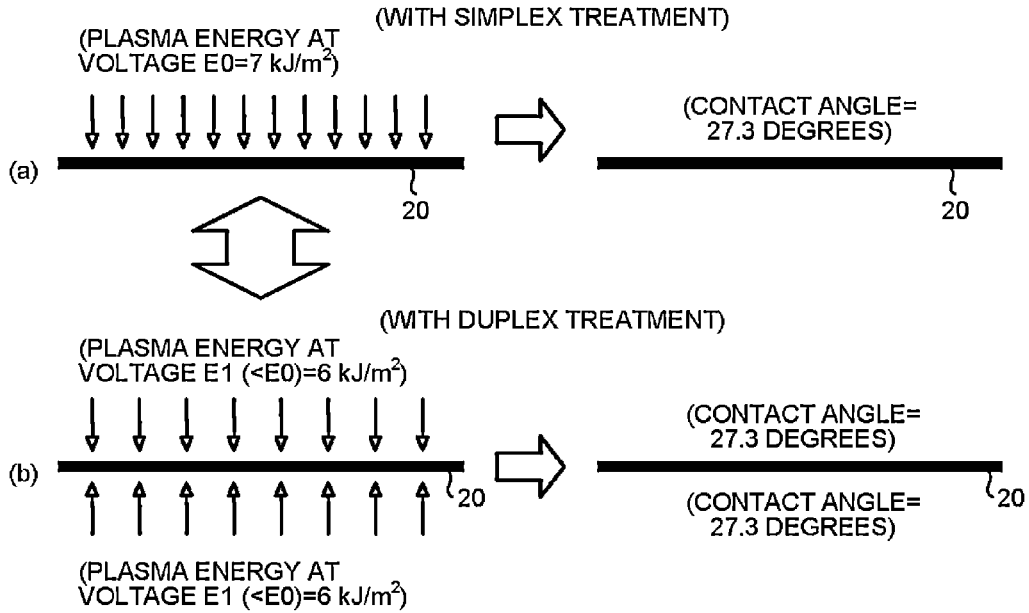 (WITH SIMPLEX TREATMENT)
(PLASMA ENERGY AT
VOLTAGE E0=7 kJ/m²)
(CONTACT ANGLE=
27.3 DEGREES)
(a)
20
20
(WITH DUPLEX TREATMENT)
(PLASMA ENERGY AT
VOLTAGE E1 (<E0)=6 kJ/m²)
(CONTACT ANGLE=
27.3 DEGREES)
(b)
20
20
(CONTACT ANGLE=
27.3 DEGREES)
(PLASMA ENERGY AT
VOLTAGE E1 (<E0)=6 kJ/m²)